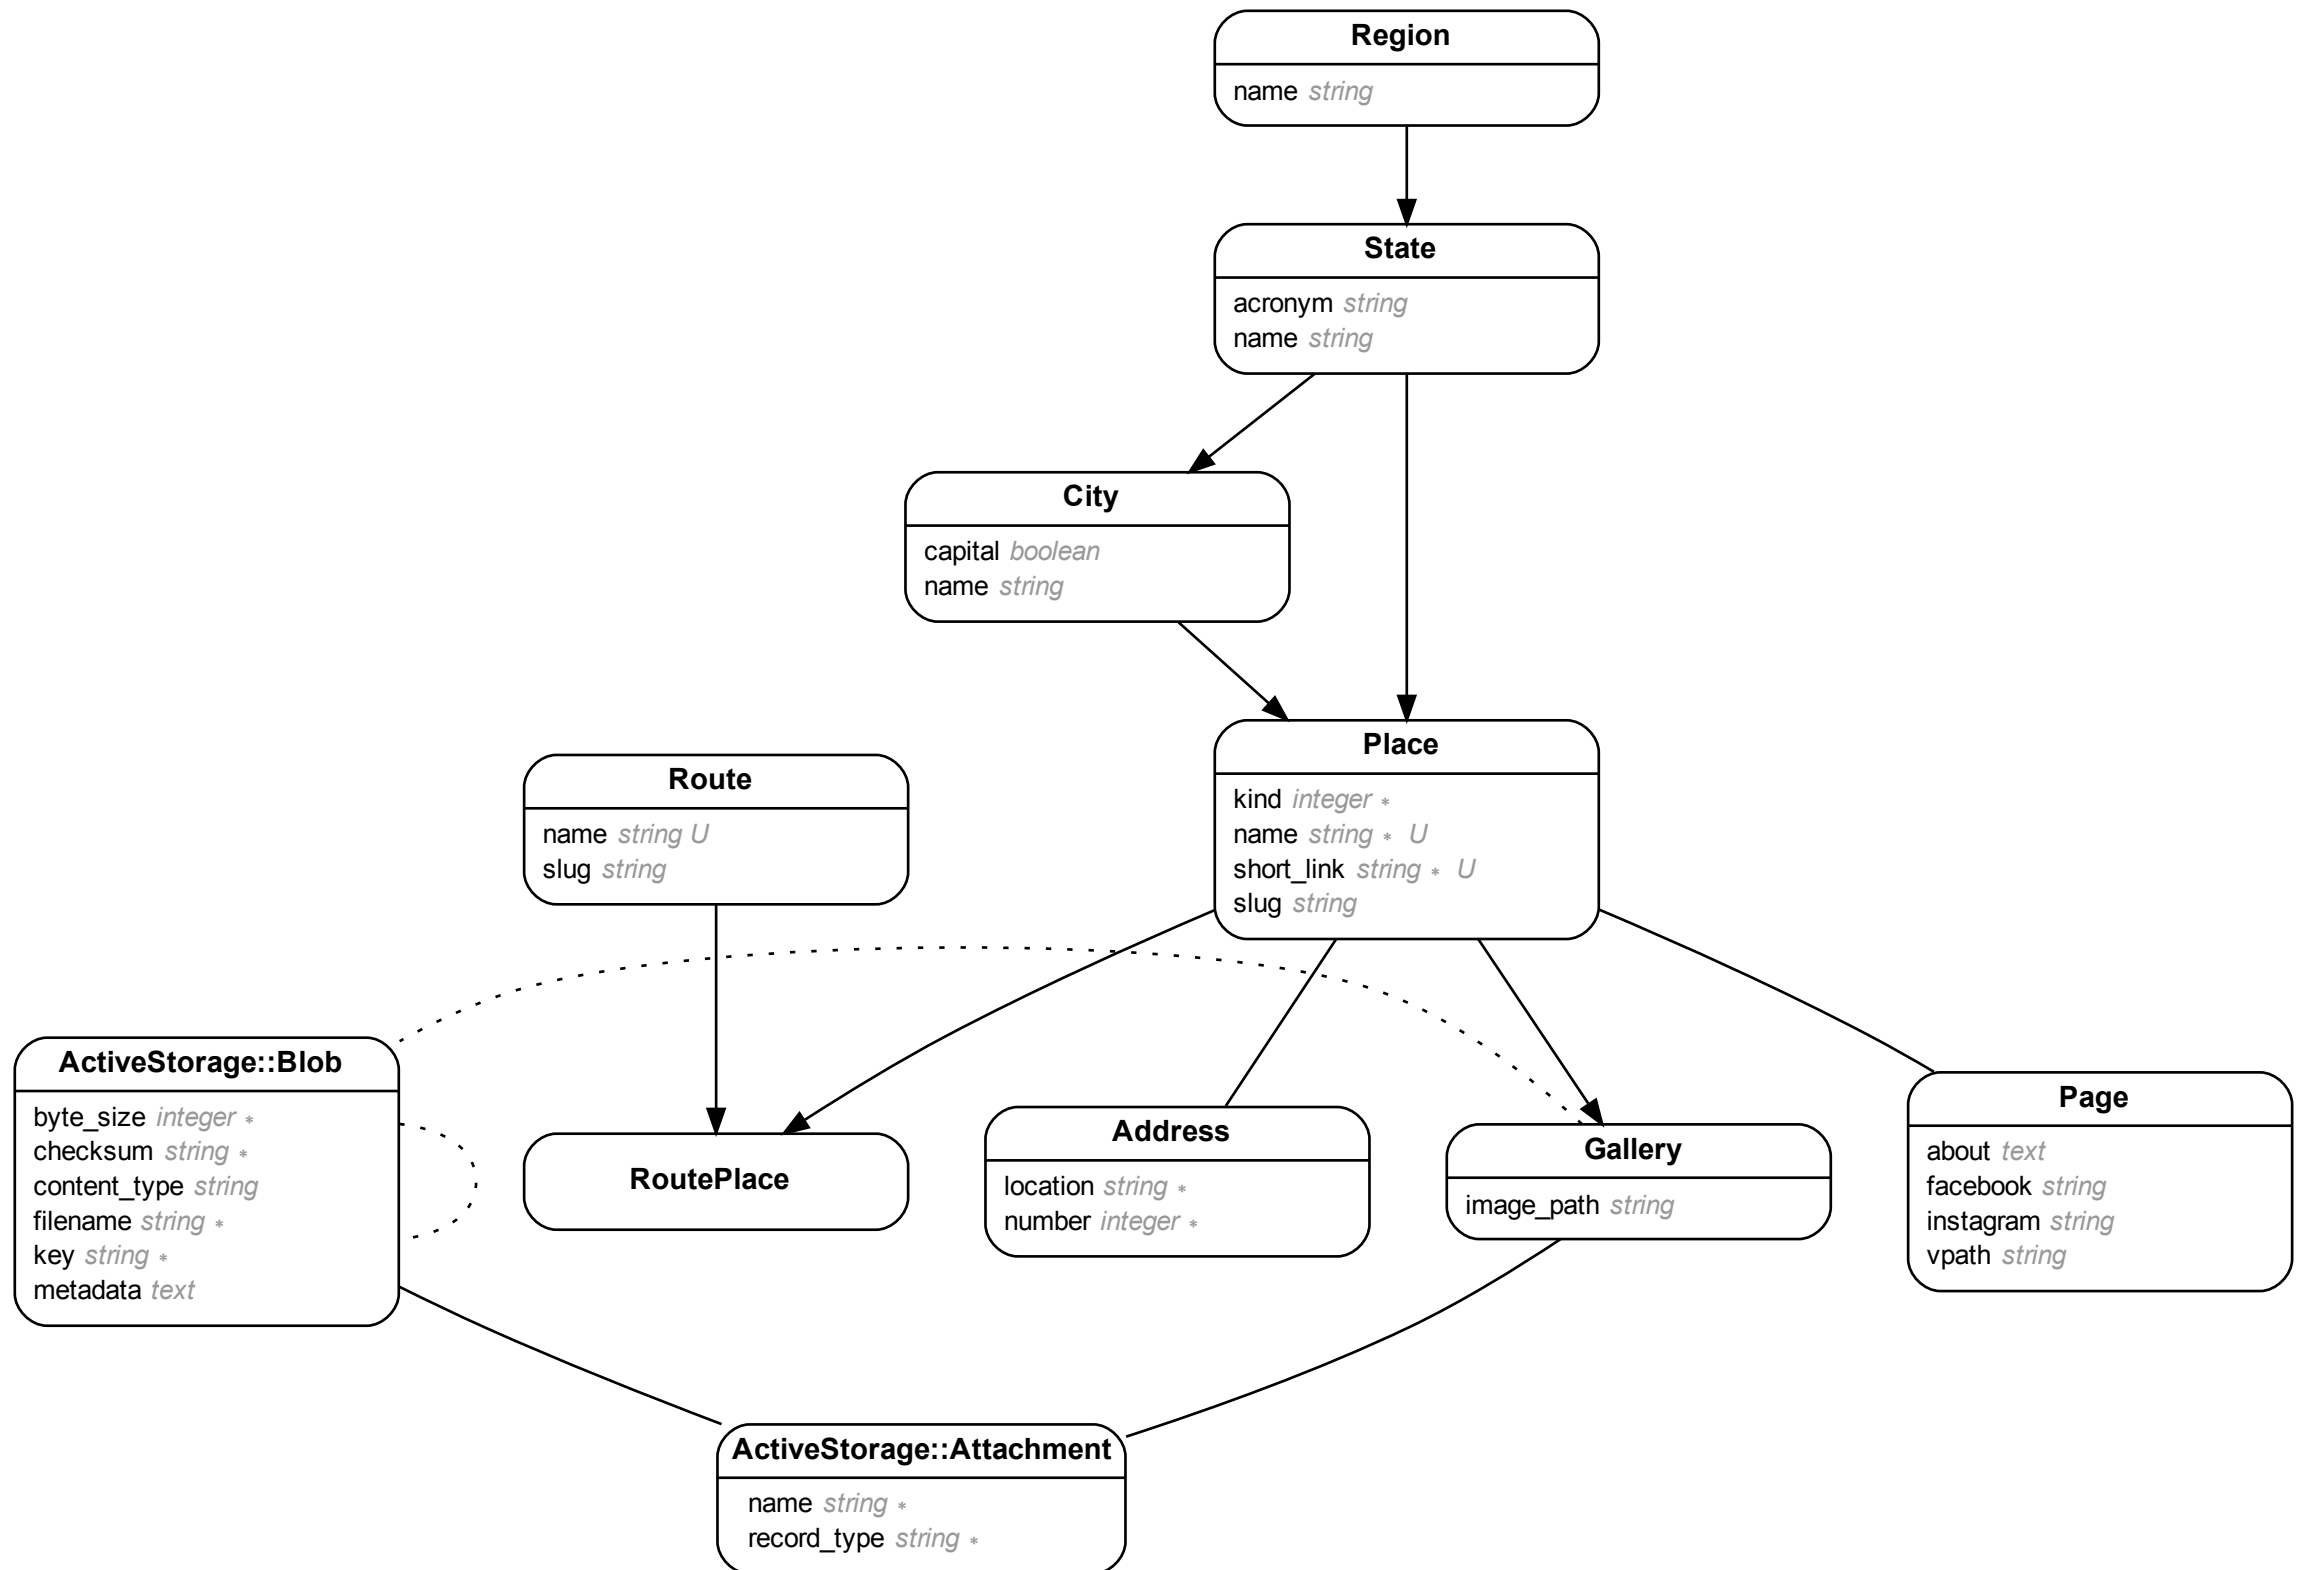 Region
name string
State
acronym string
name string
City
capital boolean
name string
Place
kind integer *
name string * U
short_link string * U
slug string
Route
name string U
slug string
ActiveStorage::Blob
byte_size integer *
checksum string *
content_type string
filename string *
key string *
metadata text
RoutePlace
Address
location string *
number integer *
Gallery
image_path string
Page
about text
facebook string
instagram string
vpath string
ActiveStorage::Attachment
name string *
record_type string *